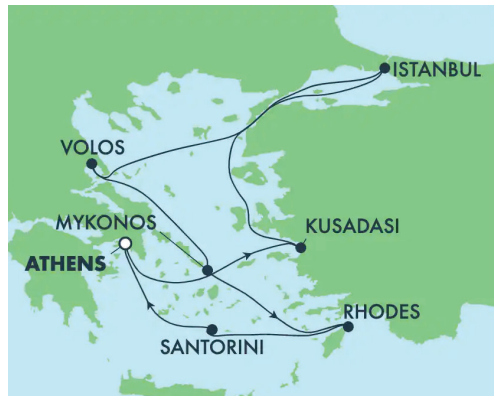 ISTANBUL
VOLOS
MYKONOS
KUSADASI
ATHENS
RHODES
SANTORINI